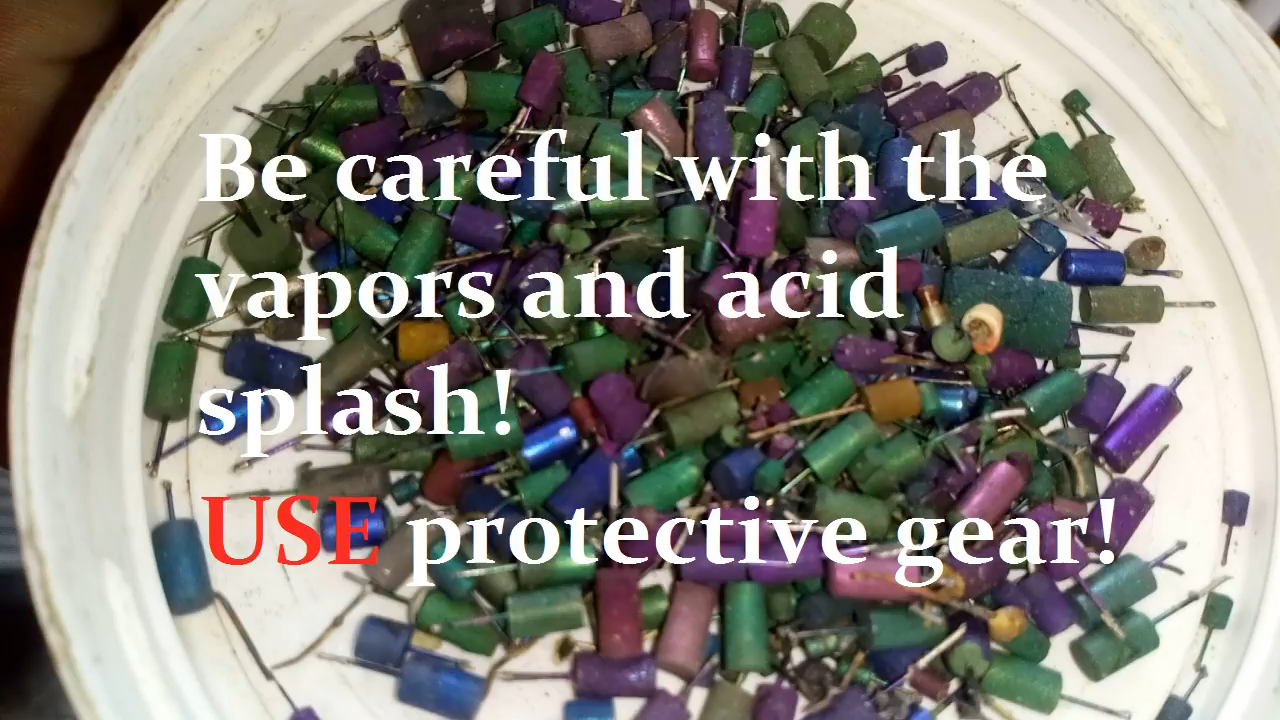 Be careful with the
vapors and acid
splash!
USE protective gear!